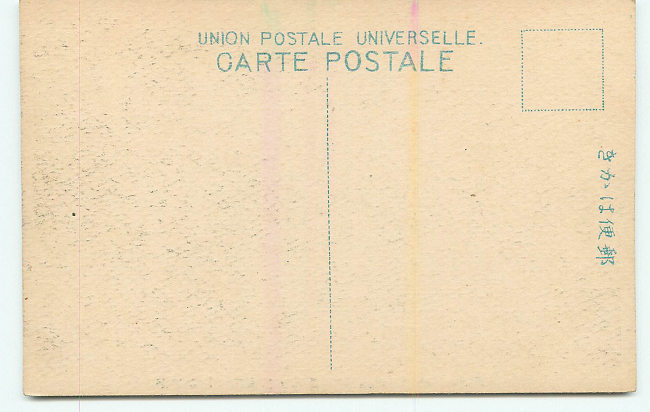 UNION POSTALE UNIVERSELLE.
CARTE POSTALE
郵便はかき